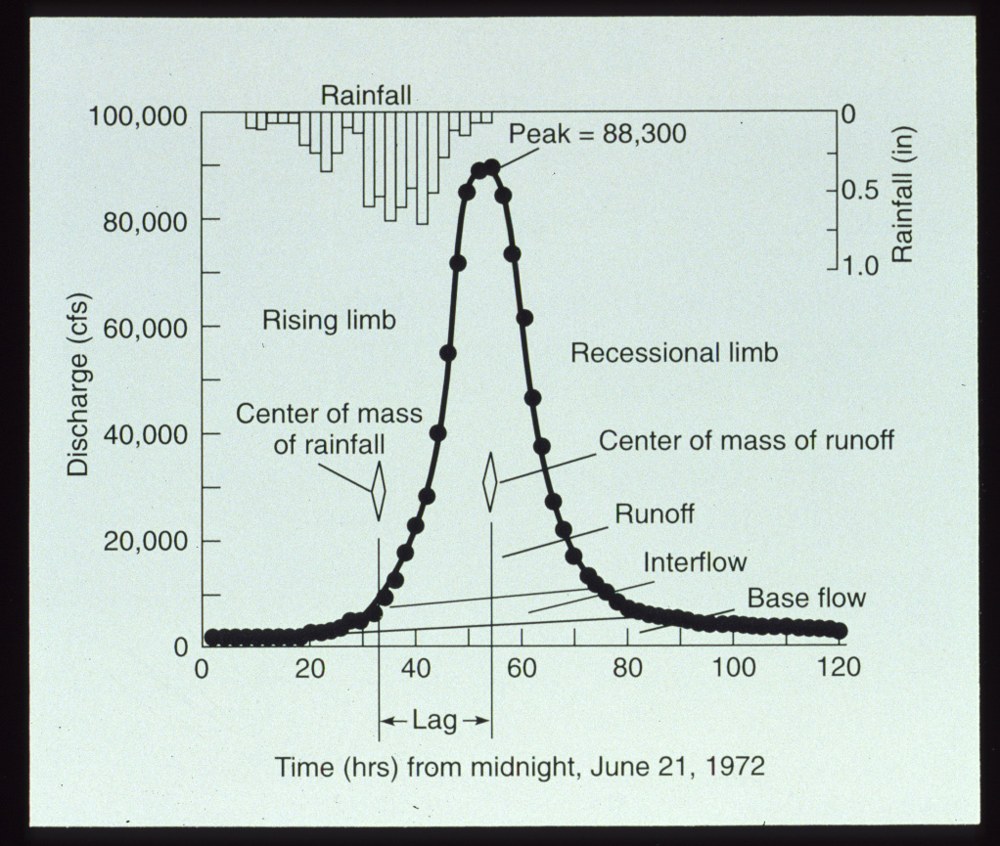 Rainfall
100,000
80,000
60,000
40,000
20,000
0
Discharge (cfs)
Peak = 88,300
0
0.5
1.0
Rainfall (in)
Rising limb
Recessional limb
Center of mass
of rainfall
Center of mass of runoff
Runoff
Interflow
Base flow
0 20 40 60 80 100 120
Lag
Time (hrs) from midnight, June 21, 1972